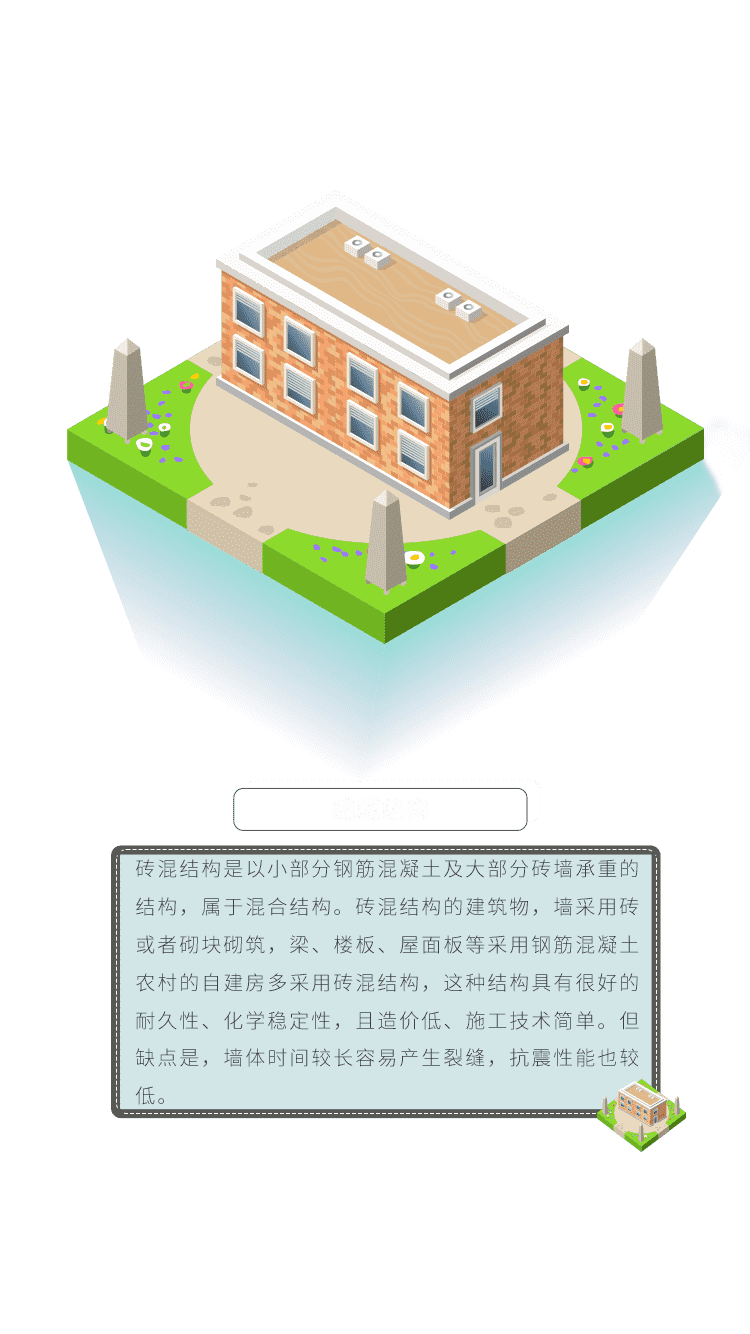 砖混结构是以小部分钢筋混凝土及大部分砖墙承重的
结构，属于混合结构。砖混结构的建筑物，墙采用砖
或者砌块砌筑，梁、楼板、屋面板等采用钢筋混凝土
农村的自建房多采用砖混结构，这种结构具有很好的
耐久性、化学稳定性，且造价低、施工技术简单。但
缺点是，墙体时间较长容易产生裂缝，抗震性能也较
低。